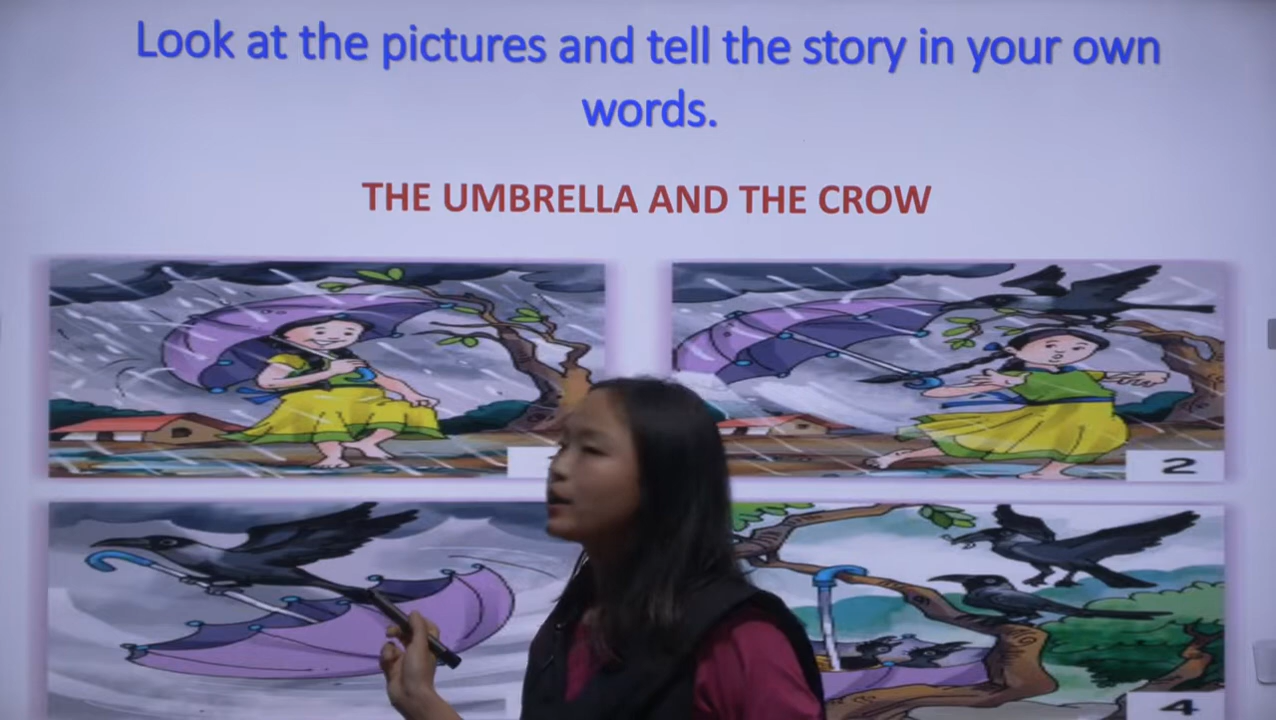 Look at the pictures and tell the story in your own
words.
THE UMBRELLA AND THE CROW
2
4